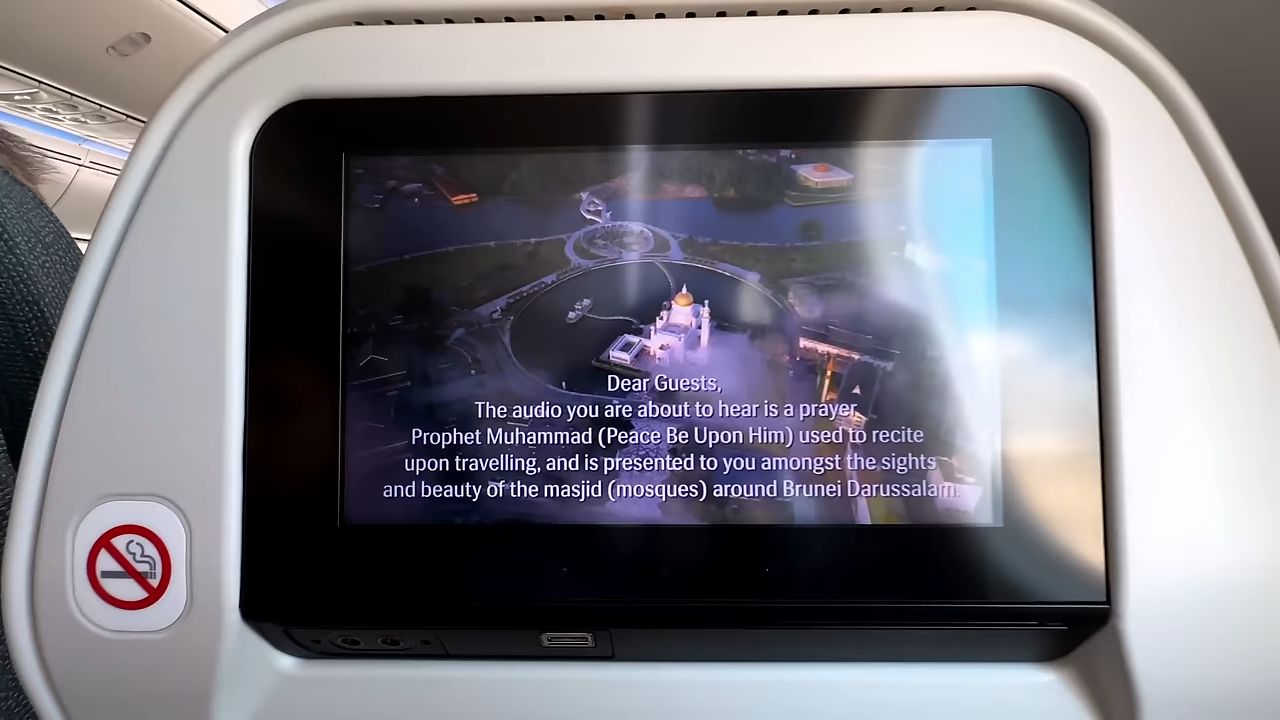 Dear Guests,
The audio you are about to hear is a prayer
Prophet Muhammad (Peace Be Upon Him) used to recite
upon travelling, and is presented to you amongst the sights
and beauty of the masjid (mosques) around Brunei Darussalam.